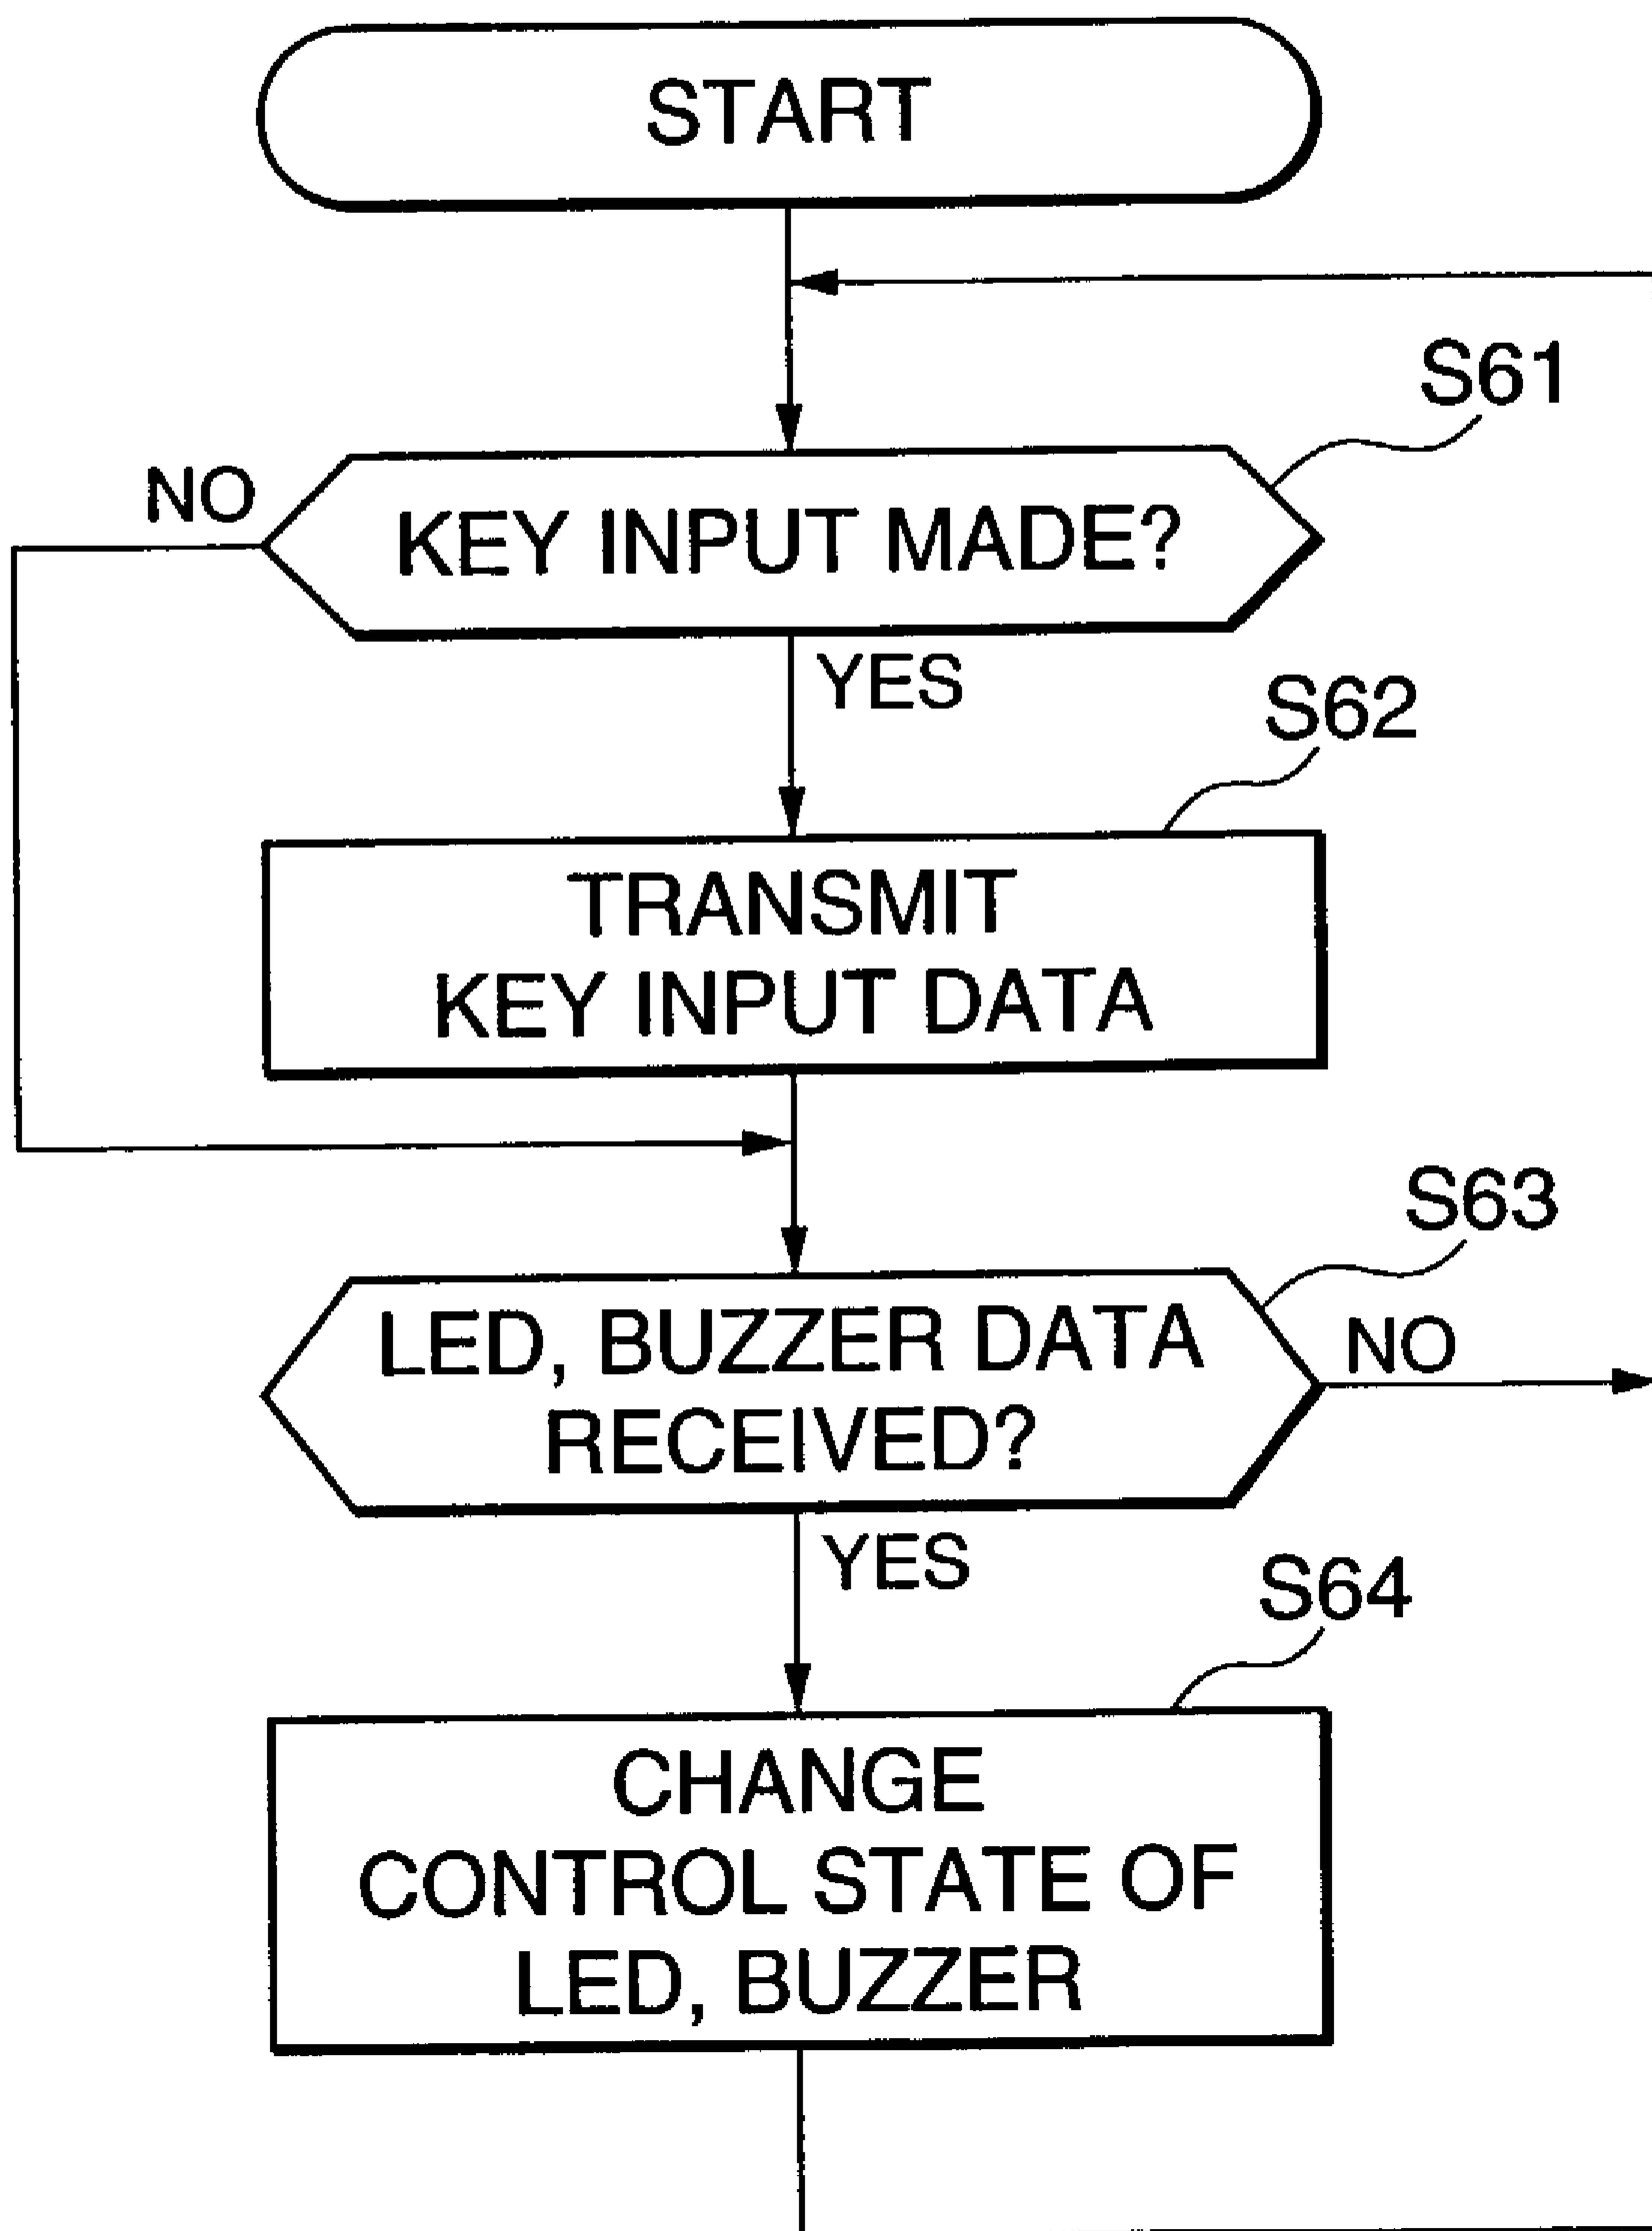 START
S61
NO
KEY INPUT MADE?
YES
S62
TRANSMIT
KEY INPUT DATA
S63
LED, BUZZER DATA
RECEIVED?
NO
YES
S64
CHANGE
CONTROL STATE OF
LED, BUZZER